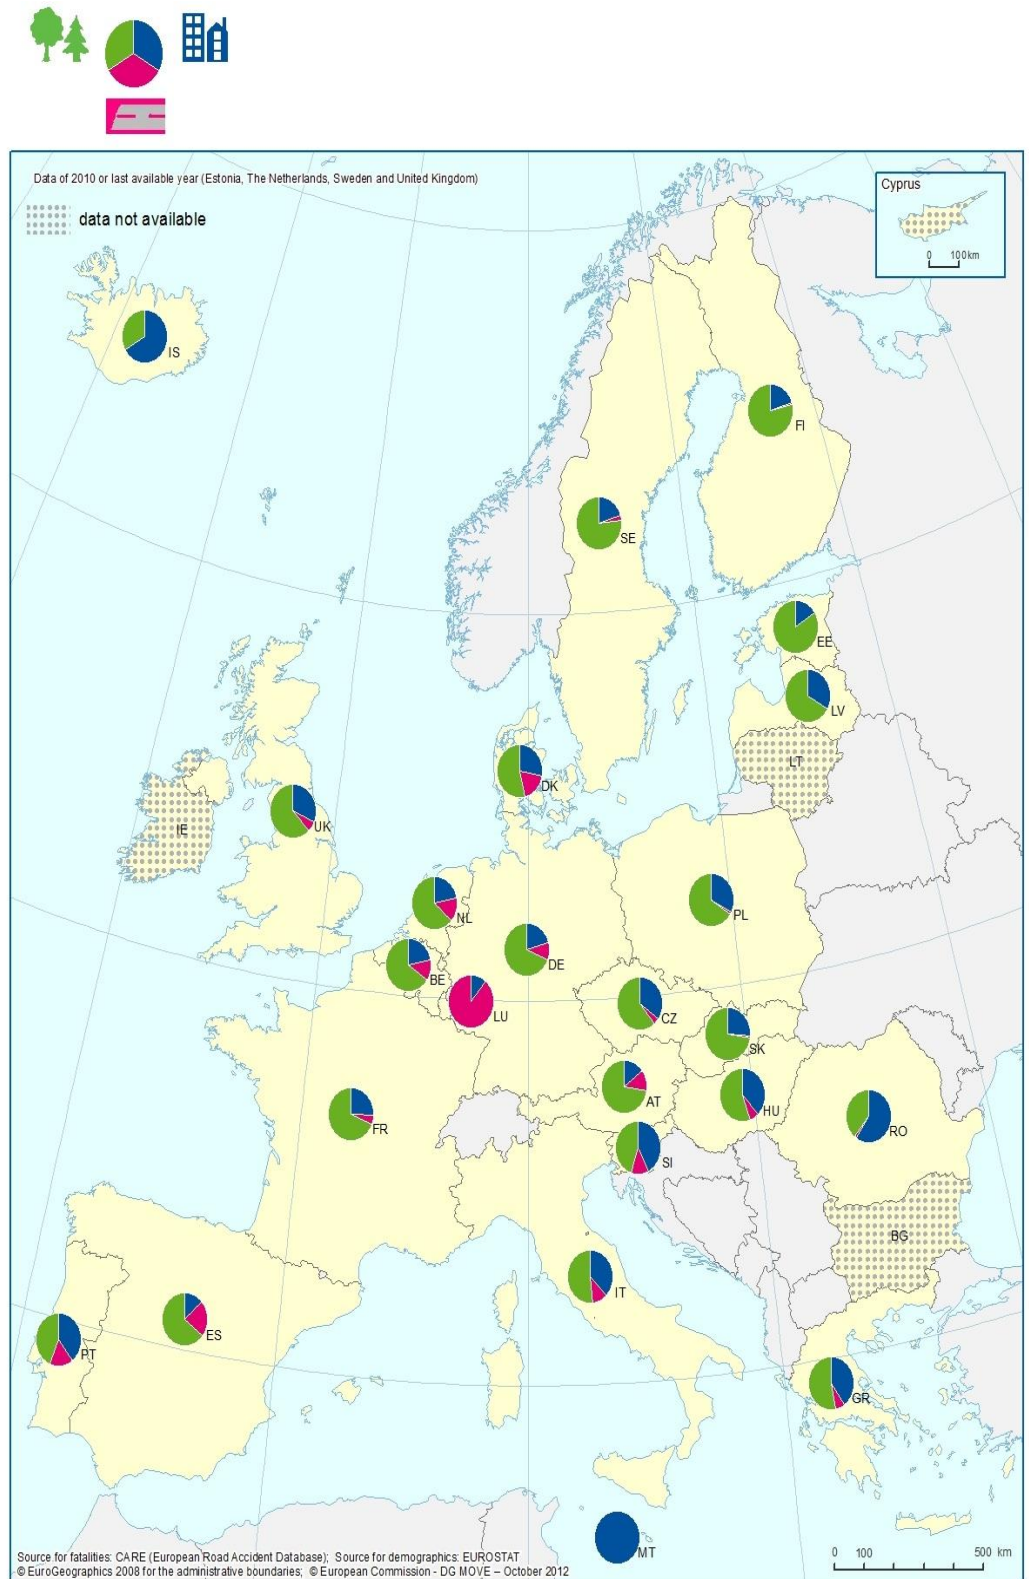 Data of 2010 or last available year (Estonia, The Netherlands, Sweden and United Kingdom)
Cyprus
data not available
0 100km
IS
FI
SE
EE
LV
LT
DK
UK
IE
NL
PL
DE
BE
LU
CZ
SK
AT
HU
FR
RO
SI
BG
IT
ES
PT
GR
MT
Source for fatalities: CARE (European Road Accident Database); Source for demographics: EUROSTAT
© EuroGeographics 2008 for the administrative boundaries; © European Commission - DG MOVE – October 2012
0 100 500 km